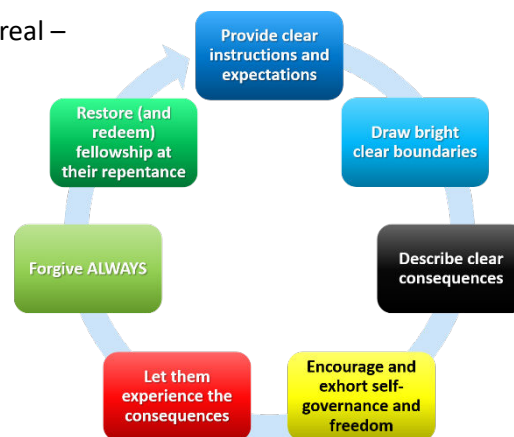 real –
Provide clear
instructions and
expectations
Draw bright
clear boundaries
Describe clear
consequences
Encourage and
exhort self-
governance and
freedom
Let them
experience the
consequences
Forgive ALWAYS
Restore (and
redeem)
fellowship at
their repentance